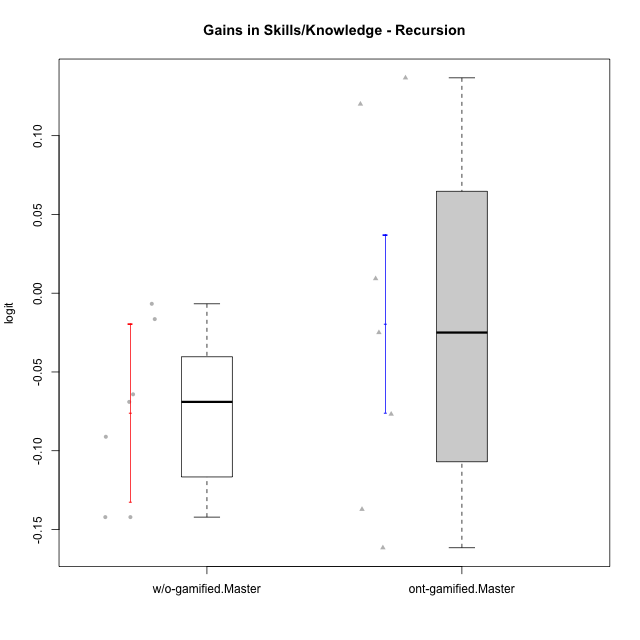 Gains in Skills/Knowledge - Recursion
logit
0.10
0.05
0.00
-0.05
-0.10
-0.15
w/o-gamified.Master
ont-gamified.Master